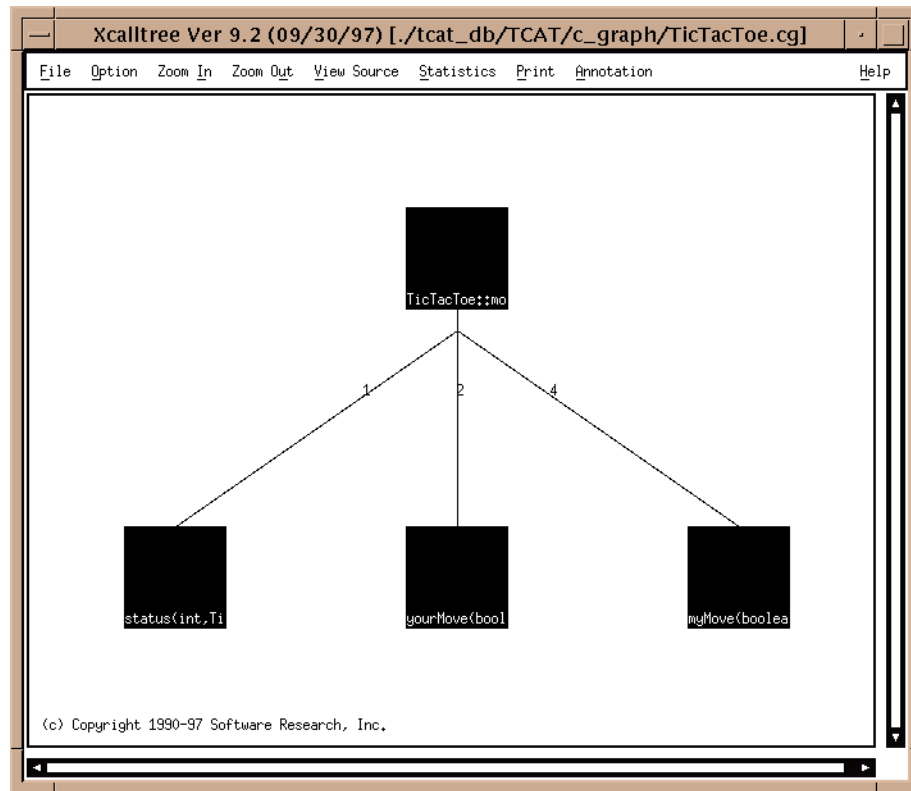 Xcalltree Ver 9.2 (09/30/97) [./tcat_db/TCAT/c_graph/TicTacToe.cg]
File Option Zoom In Zoom Out View Source Statistics Print Annotation Help
TicTacToe::mo
1 2 4
status(int,Ti yourMove(bool myMove(boolea
(c) Copyright 1990-97 Software Research, Inc.